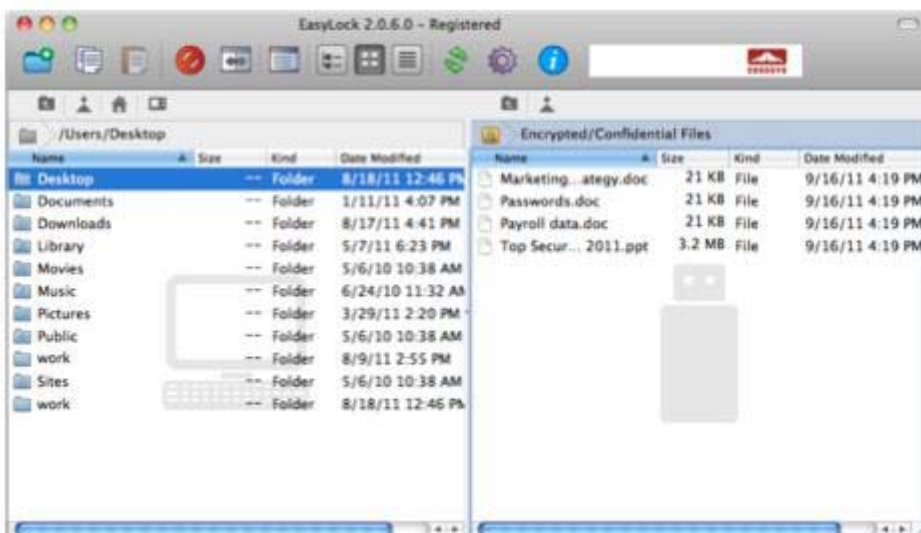 EasyLock 2.0.6.0 - Registered
/Users/Desktop
Name Size Kind Date Modified
Desktop -- Folder 8/18/11 12:46 PM
Documents -- Folder 1/11/11 4:07 PM
Downloads -- Folder 8/17/11 4:41 PM
Library -- Folder 5/7/11 6:23 PM
Movies -- Folder 5/6/10 10:38 AM
Music -- Folder 6/24/10 11:32 AM
Pictures -- Folder 3/29/11 2:20 PM
Public -- Folder 5/6/10 10:38 AM
work -- Folder 8/9/11 2:55 PM
Sites -- Folder 5/6/10 10:38 AM
work -- Folder 8/18/11 12:46 PM
Encrypted/Confidential Files
Name Size Kind Date Modified
Marketing...ategy.doc 21 KB File 9/16/11 4:19 PM
Passwords.doc 21 KB File 9/16/11 4:19 PM
Payroll data.doc 21 KB File 9/16/11 4:19 PM
Top Secur... 2011.ppt 3.2 MB File 9/16/11 4:19 PM